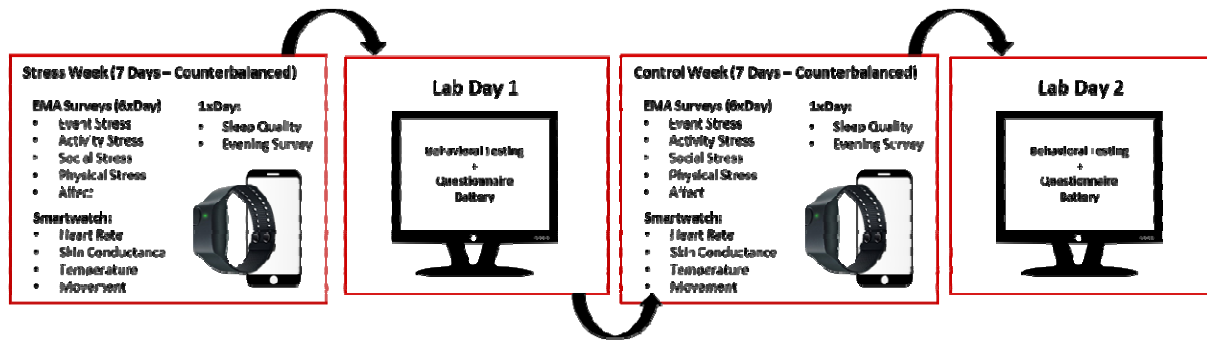 Stress Week (7 Days – Counterbalanced)
EMA Surveys (6xDay)
• Event Stress
• Activity Stress
• Social Stress
• Physical Stress
• Affect
1xDay:
• Sleep Quality
• Evening Survey
Smartwatch:
• Heart Rate
• Skin Conductance
• Temperature
• Movement
Lab Day 1
Behavioral Testing
+
Questionnaire
Battery
Control Week (7 Days – Counterbalanced)
EMA Surveys (6xDay)
• Event Stress
• Activity Stress
• Social Stress
• Physical Stress
• Affect
1xDay:
• Sleep Quality
• Evening Survey
Smartwatch:
• Heart Rate
• Skin Conductance
• Temperature
• Movement
Lab Day 2
Behavioral Testing
+
Questionnaire
Battery